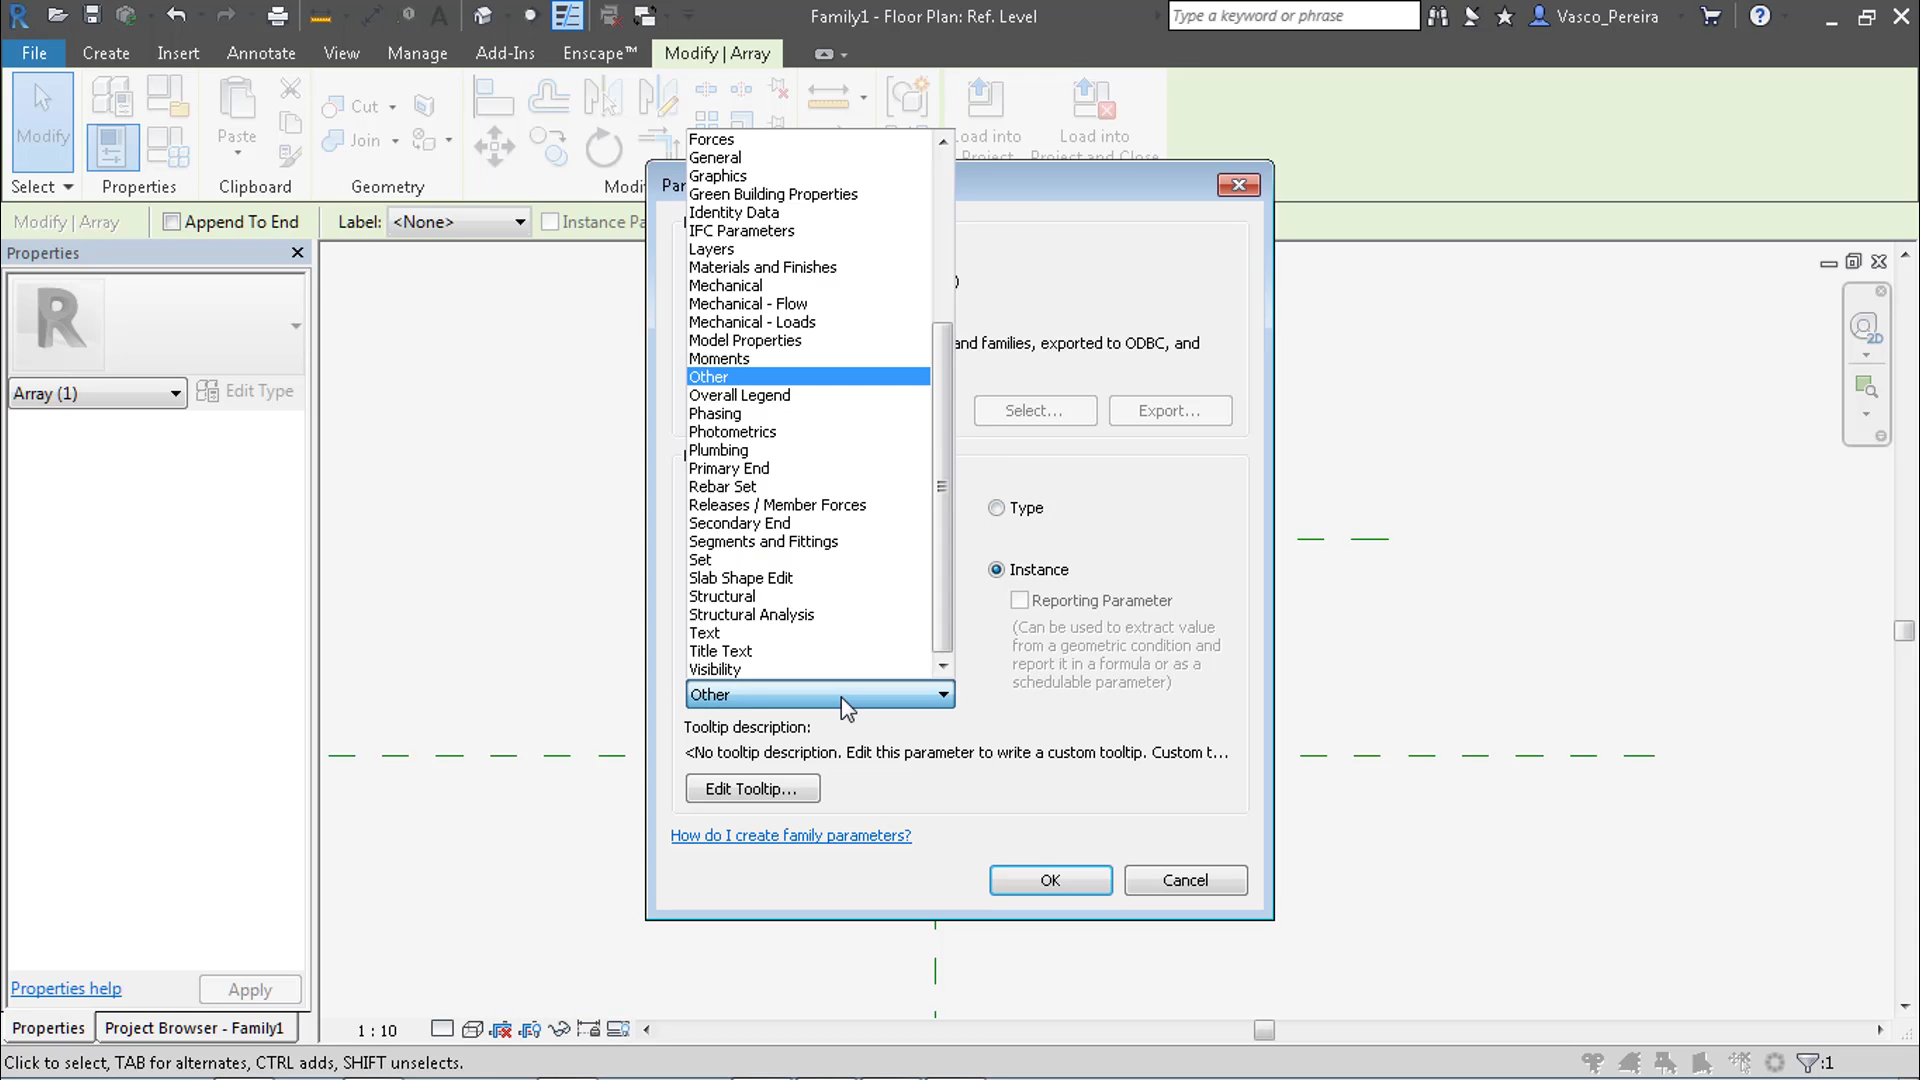 Family1 - Floor Plan: Ref. Level
Type a keyword or phrase
Vasco_Pereira
File
Create
Insert
Annotate
View
Manage
Add-Ins
Enscape™
Modify | Array
Modify
Paste
Cut
Join
Load into
Load into
Project and Close
Select
Properties
Clipboard
Geometry
Modify | Array
Append To End
Label:
<None>
Instance Pa
Properties
Array (1)
Edit Type
Forces
General
Graphics
Green Building Properties
Identity Data
IFC Parameters
Layers
Materials and Finishes
Mechanical
Mechanical - Flow
Mechanical - Loads
Model Properties
Moments
Other
Overall Legend
Phasing
Photometrics
Plumbing
Primary End
Rebar Set
Releases / Member Forces
Secondary End
Segments and Fittings
Set
Slab Shape Edit
Structural
Structural Analysis
Text
Title Text
Visibility
Other
and families, exported to ODBC, and
Select...
Export...
Type
Instance
Reporting Parameter
(Can be used to extract value
from a geometric condition and
report it in a formula or as a
schedulable parameter)
Tooltip description:
<No tooltip description. Edit this parameter to write a custom tooltip. Custom t...
Edit Tooltip...
How do I create family parameters?
OK
Cancel
2D
Properties help
Apply
Properties
Project Browser - Family1
1 : 10
Click to select, TAB for alternates, CTRL adds, SHIFT unselects.
:1